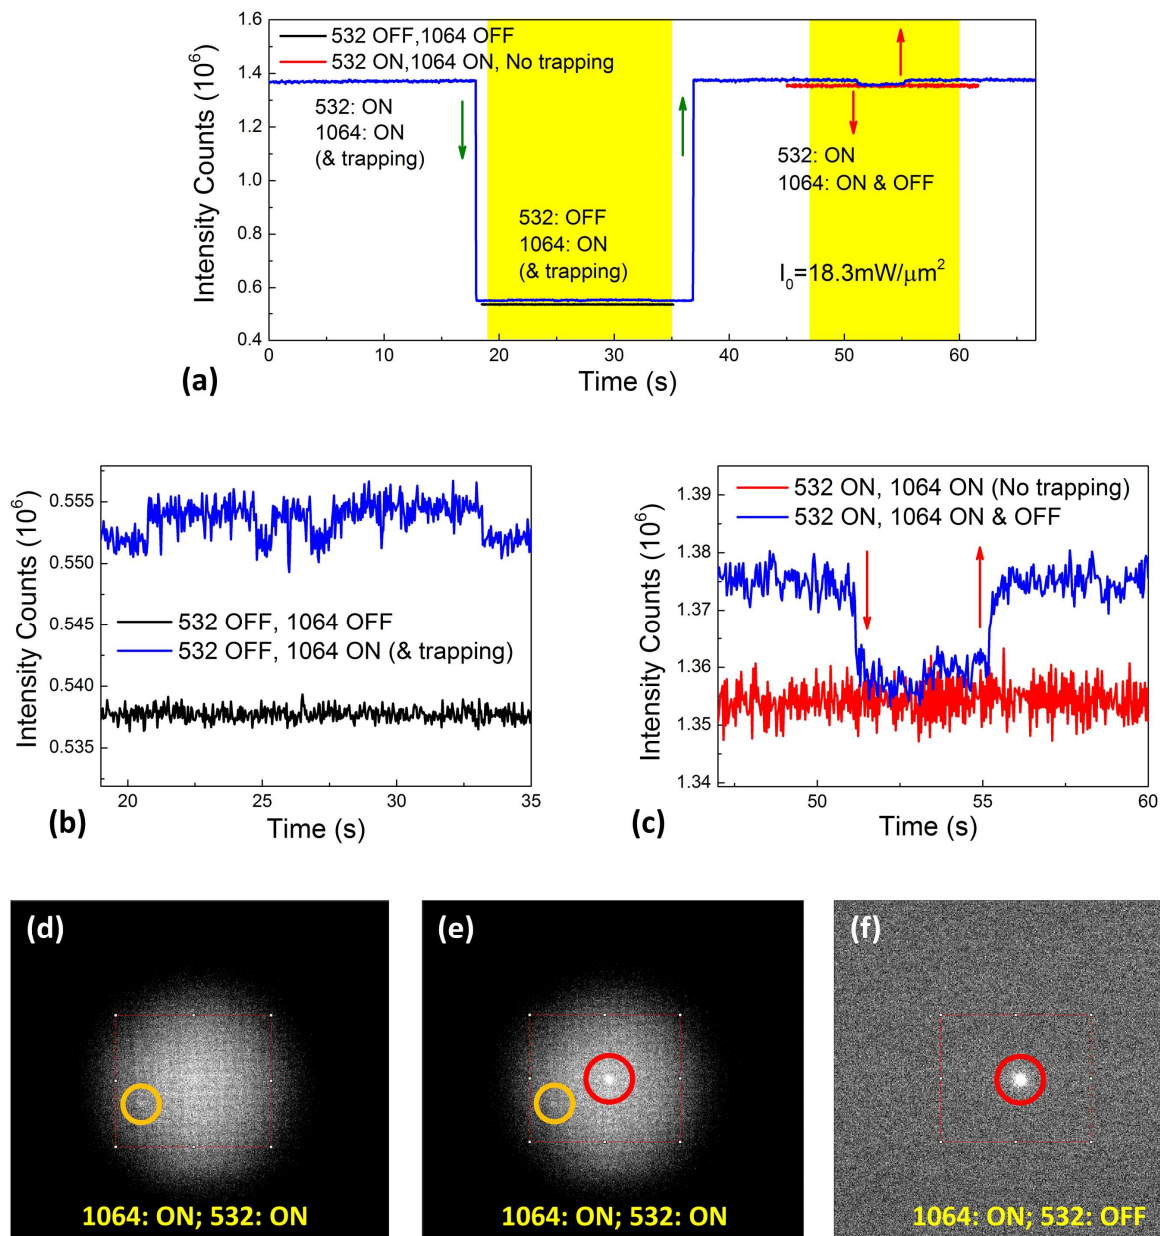 1.6
1.4
1.2
1.0
0.8
0.6
0.4
Intensity Counts (10⁶)
532 OFF,1064 OFF
532 ON,1064 ON, No trapping
532: ON
1064: ON
(& trapping)
532: OFF
1064: ON
(& trapping)
532: ON
1064: ON & OFF
I₀=18.3mW/μm²
0 10 20 30 40 50 60
Time (s)
(a)
0.555
0.550
0.545
0.540
0.535
Intensity Counts (10⁶)
532 OFF, 1064 OFF
532 OFF, 1064 ON (& trapping)
20 25 30 35
Time (s)
(b)
1.39
1.38
1.37
1.36
1.35
1.34
Intensity Counts (10⁶)
532 ON, 1064 ON (No trapping)
532 ON, 1064 ON & OFF
50 55 60
Time (s)
(c)
(d)
1064: ON; 532: ON
(e)
1064: ON; 532: ON
(f)
1064: ON; 532: OFF